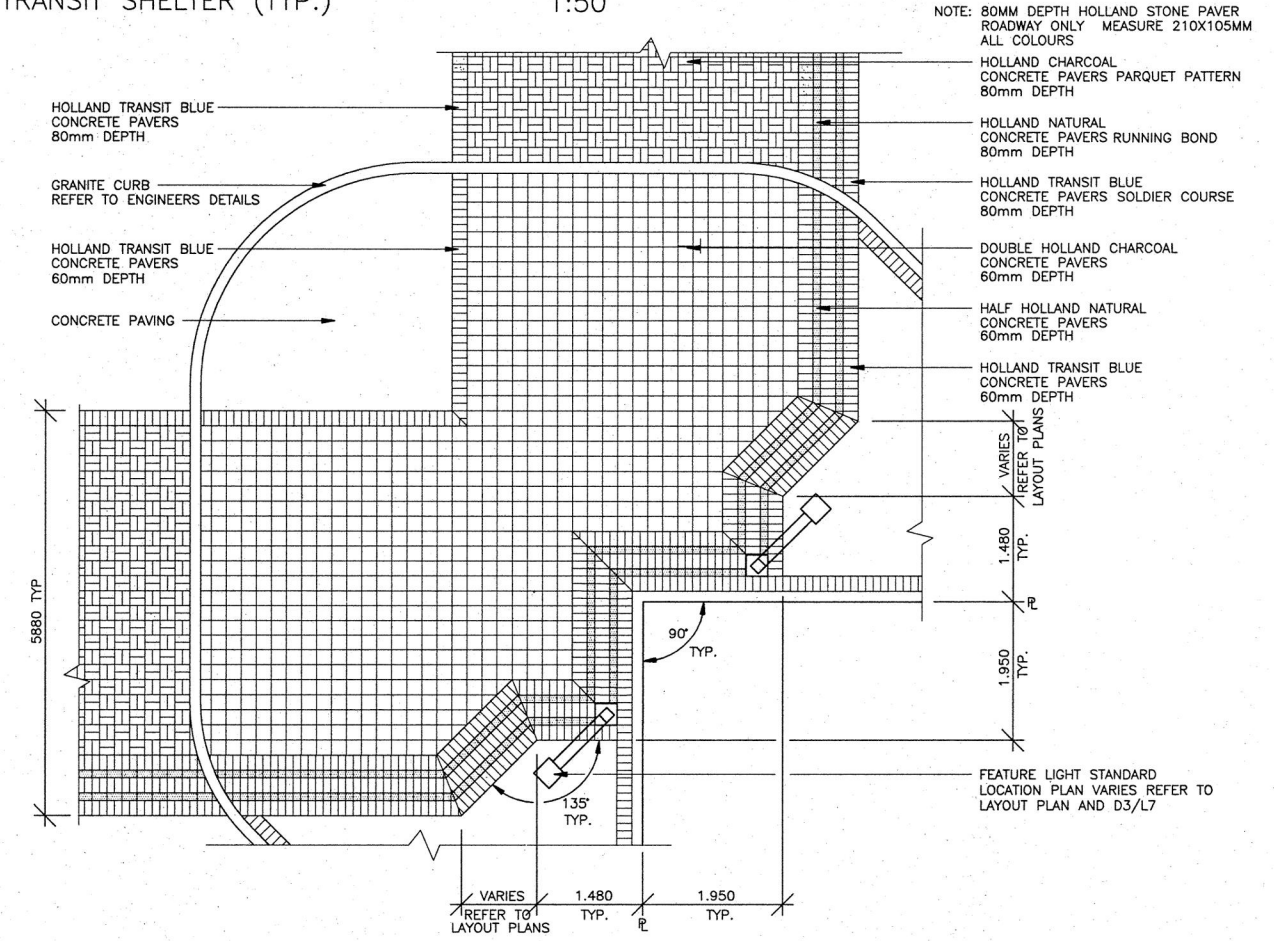 TRANSIT SHELTER (TYP.)
1:50
NOTE: 80MM DEPTH HOLLAND STONE PAVER
ROADWAY ONLY MEASURE 210X105MM
ALL COLOURS
HOLLAND CHARCOAL
CONCRETE PAVERS PARQUET PATTERN
80mm DEPTH
HOLLAND NATURAL
CONCRETE PAVERS RUNNING BOND
80mm DEPTH
HOLLAND TRANSIT BLUE
CONCRETE PAVERS SOLDIER COURSE
80mm DEPTH
DOUBLE HOLLAND CHARCOAL
CONCRETE PAVERS
60mm DEPTH
HALF HOLLAND NATURAL
CONCRETE PAVERS
60mm DEPTH
HOLLAND TRANSIT BLUE
CONCRETE PAVERS
60mm DEPTH
HOLLAND TRANSIT BLUE
CONCRETE PAVERS
80mm DEPTH
GRANITE CURB
REFER TO ENGINEERS DETAILS
HOLLAND TRANSIT BLUE
CONCRETE PAVERS
60mm DEPTH
CONCRETE PAVING
5880 TYP
VARIES
REFER TO
LAYOUT PLANS
1.480
TYP.
PL
1.950
TYP.
90°
TYP.
135°
TYP.
FEATURE LIGHT STANDARD
LOCATION PLAN VARIES REFER TO
LAYOUT PLAN AND D3/L7
VARIES
REFER TO
LAYOUT PLANS
1.480
TYP.
PL
1.950
TYP.